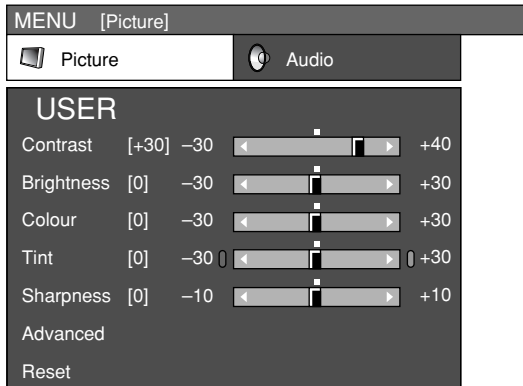 MENU [Picture]
Picture Audio
USER
Contrast [+30] –30 +40
Brightness [0] –30 +30
Colour [0] –30 +30
Tint [0] –30 +30
Sharpness [0] –10 +10
Advanced
Reset